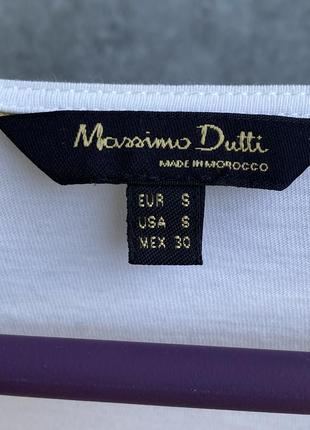 Massimo Dutti
MADE IN MOROCCO
EUR S
USA S
MEX 30